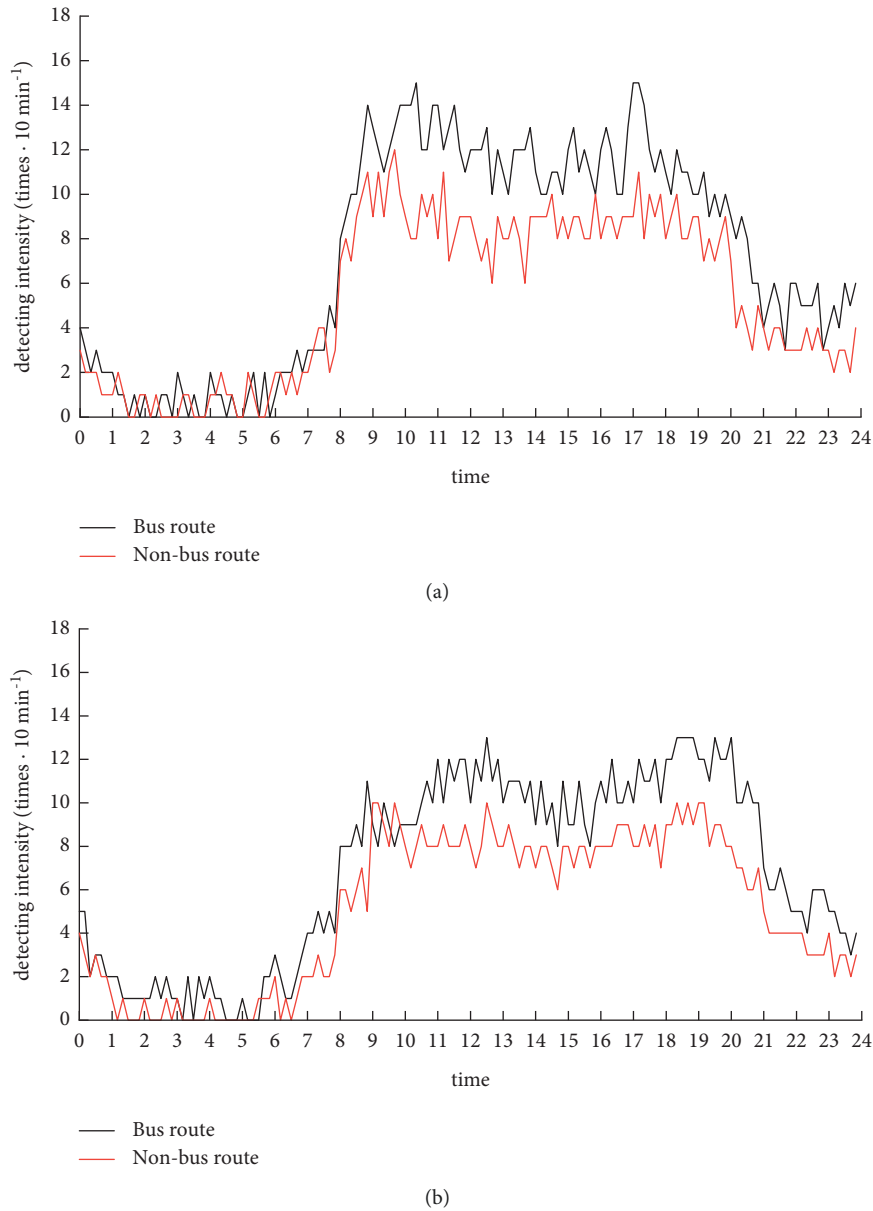 18
16
14
12
10
8
6
4
2
0
detecting intensity (times · 10 min⁻¹)
0 1 2 3 4 5 6 7 8 9 10 11 12 13 14 15 16 17 18 19 20 21 22 23 24
time
Bus route
Non-bus route
(a)
18
16
14
12
10
8
6
4
2
0
detecting intensity (times · 10 min⁻¹)
0 1 2 3 4 5 6 7 8 9 10 11 12 13 14 15 16 17 18 19 20 21 22 23 24
time
Bus route
Non-bus route
(b)